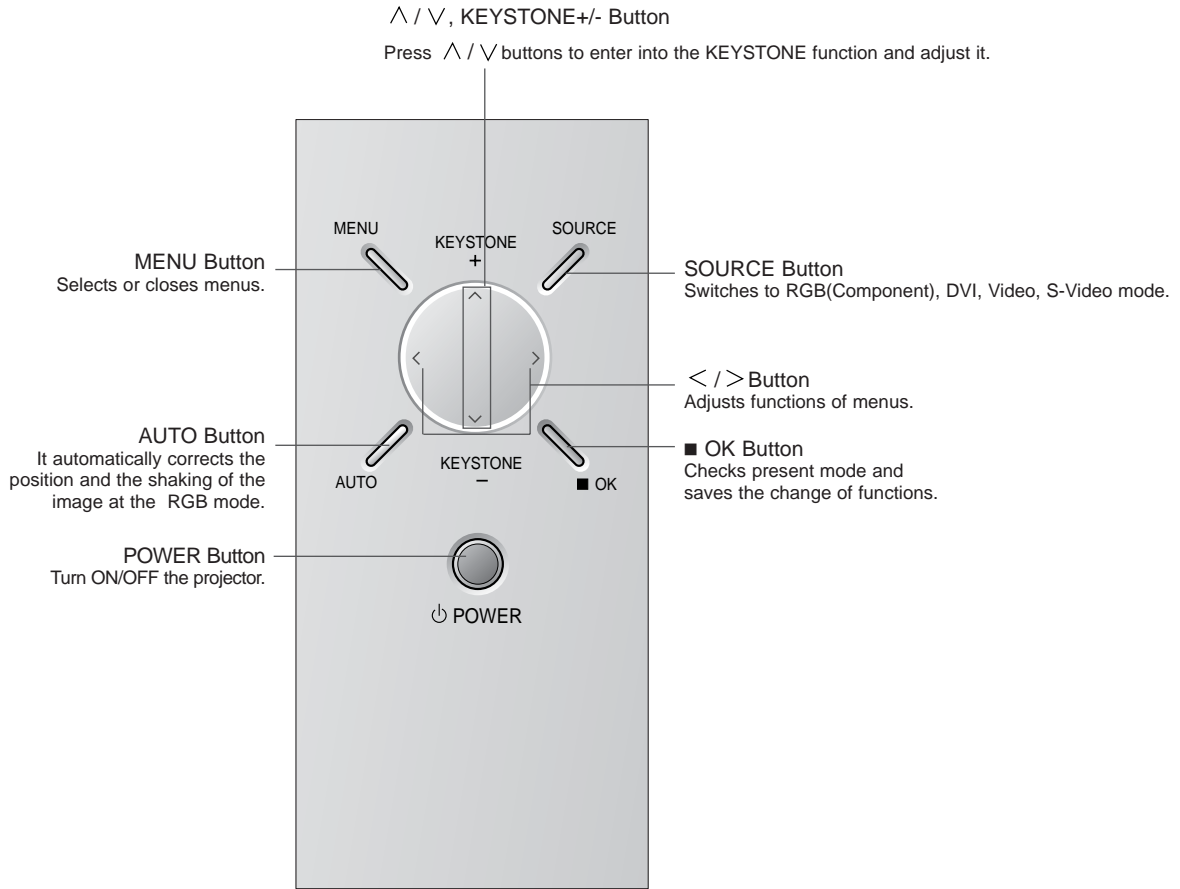 ∧ / ∨, KEYSTONE+/- Button
Press ∧ / ∨ buttons to enter into the KEYSTONE function and adjust it.
MENU
KEYSTONE
+
SOURCE
MENU Button
Selects or closes menus.
SOURCE Button
Switches to RGB(Component), DVI, Video, S-Video mode.
< / > Button
Adjusts functions of menus.
AUTO Button
It automatically corrects the
position and the shaking of the
image at the RGB mode.
■ OK Button
Checks present mode and
saves the change of functions.
AUTO
KEYSTONE
–
■ OK
POWER Button
Turn ON/OFF the projector.
⏻ POWER